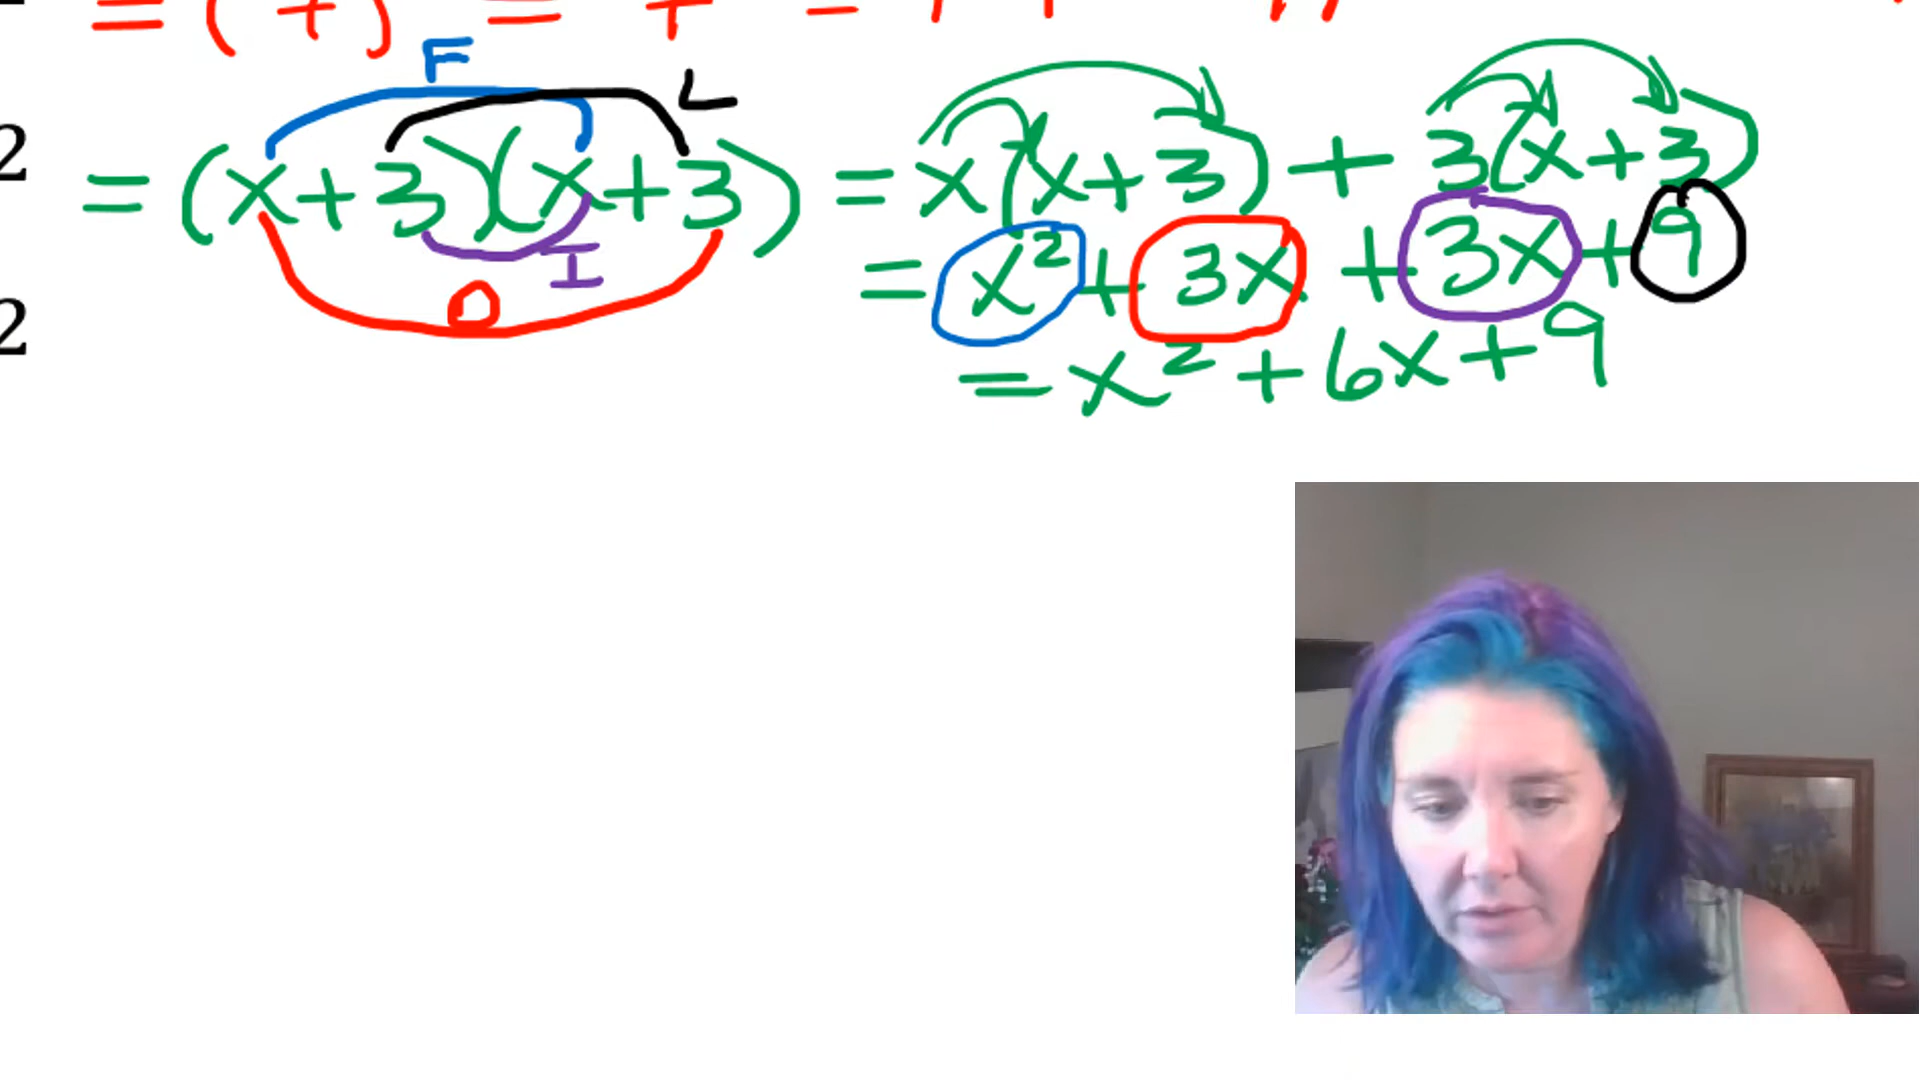 F L
2 = (x+3)(x+3) = x(x+3) + 3(x+3)
O I = x² + 3x + 3x + 9
2 = x² + 6x + 9